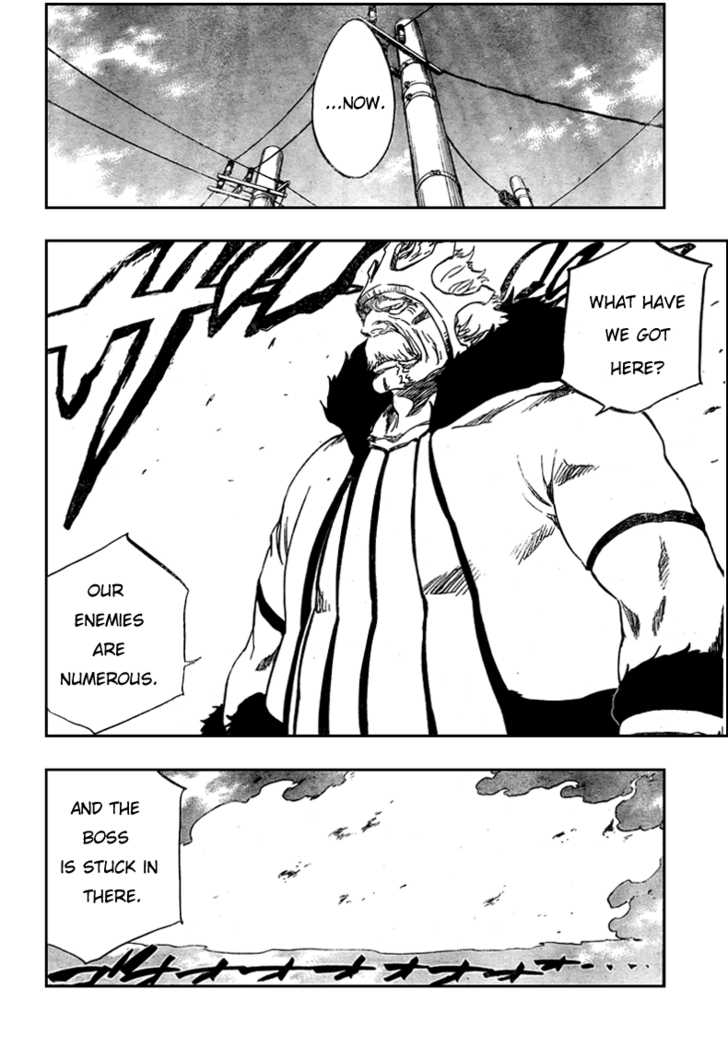 ...NOW.
WHAT HAVE
WE GOT
HERE?
OUR
ENEMIES
ARE
NUMEROUS.
AND THE
BOSS
IS STUCK IN
THERE.